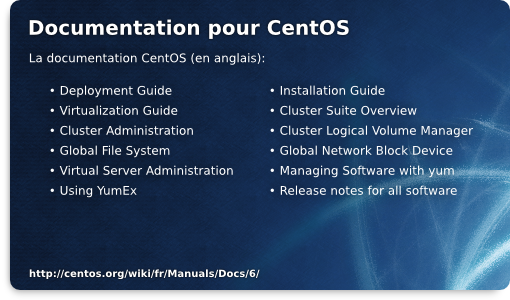 Documentation pour CentOS
La documentation CentOS (en anglais):
• Deployment Guide
• Virtualization Guide
• Cluster Administration
• Global File System
• Virtual Server Administration
• Using YumEx
• Installation Guide
• Cluster Suite Overview
• Cluster Logical Volume Manager
• Global Network Block Device
• Managing Software with yum
• Release notes for all software
http://centos.org/wiki/fr/Manuals/Docs/6/